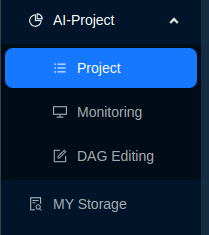 AI-Project
Project
Monitoring
DAG Editing
MY Storage